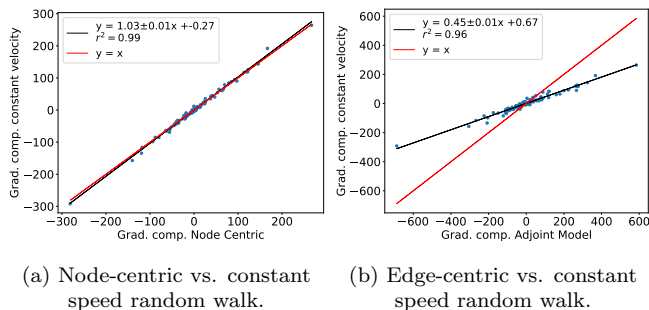 y = 1.03±0.01x +-0.27
r² = 0.99
y = x
Grad. comp. constant velocity
300
200
100
0
−100
−200
−300
−300 −200 −100 0 100 200
Grad. comp. Node Centric
(a) Node-centric vs. constant
speed random walk.
y = 0.45±0.01x +0.67
r² = 0.96
y = x
Grad. comp. constant velocity
600
400
200
0
−200
−400
−600
−600 −400 −200 0 200 400 600
Grad. comp. Adjoint Model
(b) Edge-centric vs. constant
speed random walk.